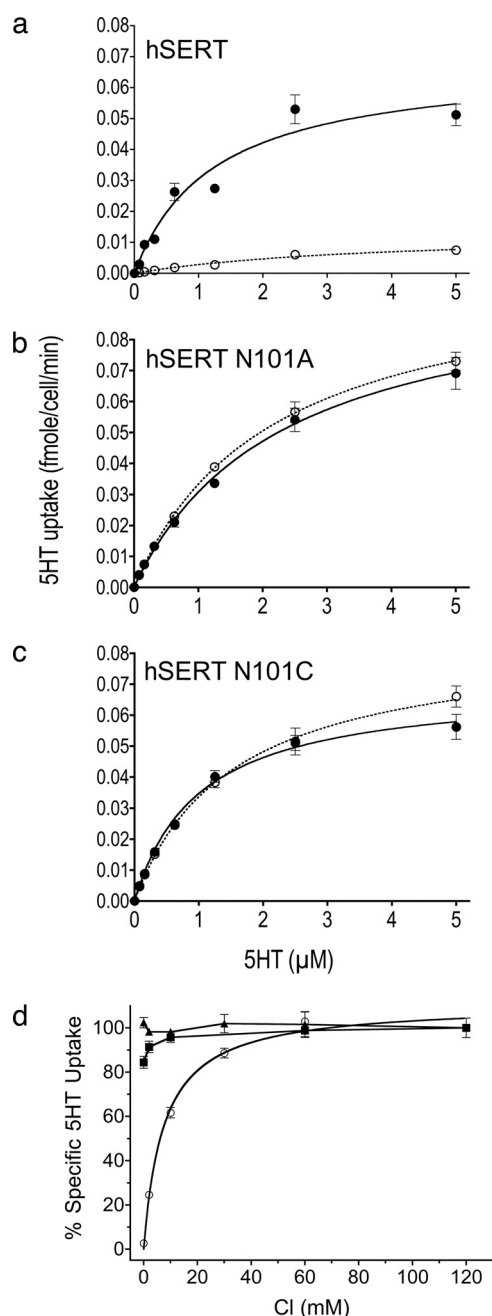 a
hSERT
0.08
0.07
0.06
0.05
0.04
0.03
0.02
0.01
0.00
0 1 2 3 4 5
b
hSERT N101A
0.08
0.07
0.06
0.05
0.04
0.03
0.02
0.01
0.00
0 1 2 3 4 5
5HT uptake (fmole/cell/min)
c
hSERT N101C
0.08
0.07
0.06
0.05
0.04
0.03
0.02
0.01
0.00
0 1 2 3 4 5
5HT (µM)
d
% Specific 5HT Uptake
100
80
60
40
20
0
0 20 40 60 80 100 120
Cl (mM)